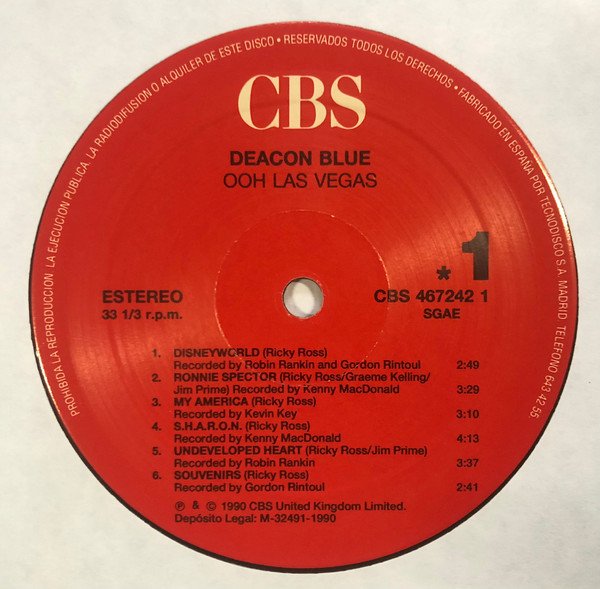 PROHIBIDA LA REPRODUCCION. LA EJECUCION PUBLICA. LA RADIODIFUSION O ALQUILER DE ESTE DISCO • RESERVADOS TODOS LOS DERECHOS • FABRICADO EN ESPAÑA POR TECNODISCO S.A. MADRID. TELEFONO 643 42 55
CBS
DEACON BLUE
OOH LAS VEGAS
*1
ESTEREO
33 1/3 r.p.m.
CBS 467242 1
SGAE
1. DISNEYWORLD (Ricky Ross)
Recorded by Robin Rankin and Gordon Rintoul 2:49
2. RONNIE SPECTOR (Ricky Ross/Graeme Kelling/
Jim Prime) Recorded by Kenny MacDonald 3:29
3. MY AMERICA (Ricky Ross)
Recorded by Kevin Key 3:10
4. S.H.A.R.O.N. (Ricky Ross)
Recorded by Kenny MacDonald 4:13
5. UNDEVELOPED HEART (Ricky Ross/Jim Prime)
Recorded by Robin Rankin 3:37
6. SOUVENIRS (Ricky Ross)
Recorded by Gordon Rintoul 2:41
℗ & © 1990 CBS United Kingdom Limited.
Depósito Legal: M-32491-1990